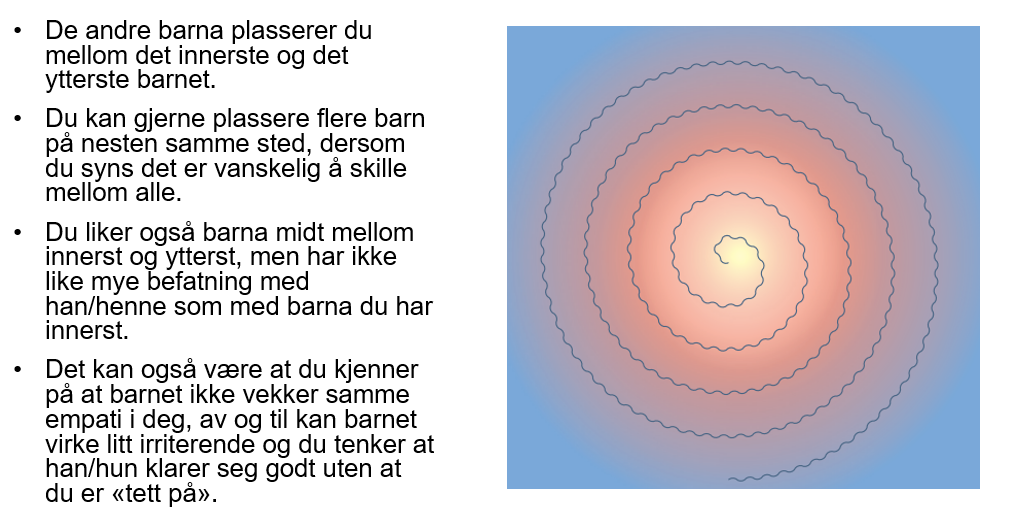 • De andre barna plasserer du
mellom det innerste og det
ytterste barnet.
• Du kan gjerne plassere flere barn
på nesten samme sted, dersom
du syns det er vanskelig å skille
mellom alle.
• Du liker også barna midt mellom
innerst og ytterst, men har ikke
like mye befatning med
han/henne som med barna du har
innerst.
• Det kan også være at du kjenner
på at barnet ikke vekker samme
empati i deg, av og til kan barnet
virke litt irriterende og du tenker at
han/hun klarer seg godt uten at
du er «tett på».